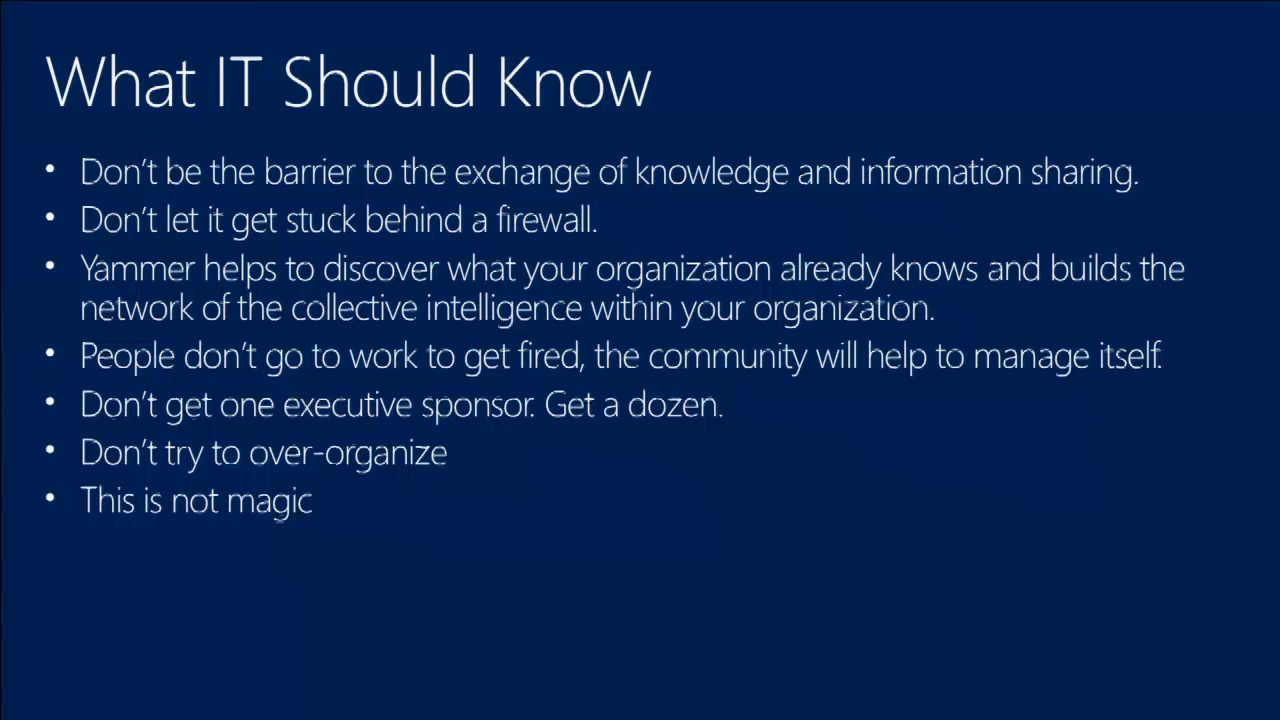 What IT Should Know
• Don't be the barrier to the exchange of knowledge and information sharing.
• Don't let it get stuck behind a firewall.
• Yammer helps to discover what your organization already knows and builds the
network of the collective intelligence within your organization.
• People don't go to work to get fired, the community will help to manage itself.
• Don't get one executive sponsor. Get a dozen.
• Don't try to over-organize
• This is not magic